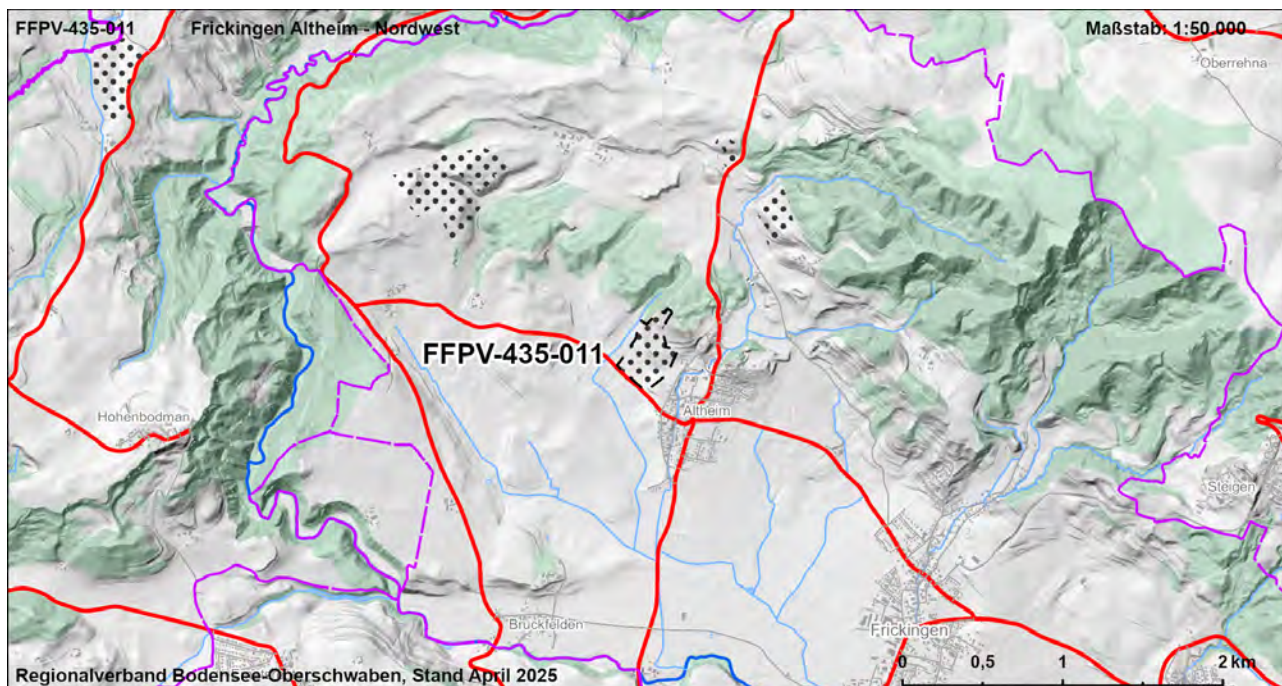 FFPV-435-011 Frickingen Altheim - Nordwest Maßstab: 1:50.000
Oberrehna
FFPV-435-011
Hohenbodman
Altheim
Steigen
Bruckfelden
Frickingen
0 0,5 1 2 km
Regionalverband Bodensee-Oberschwaben, Stand April 2025